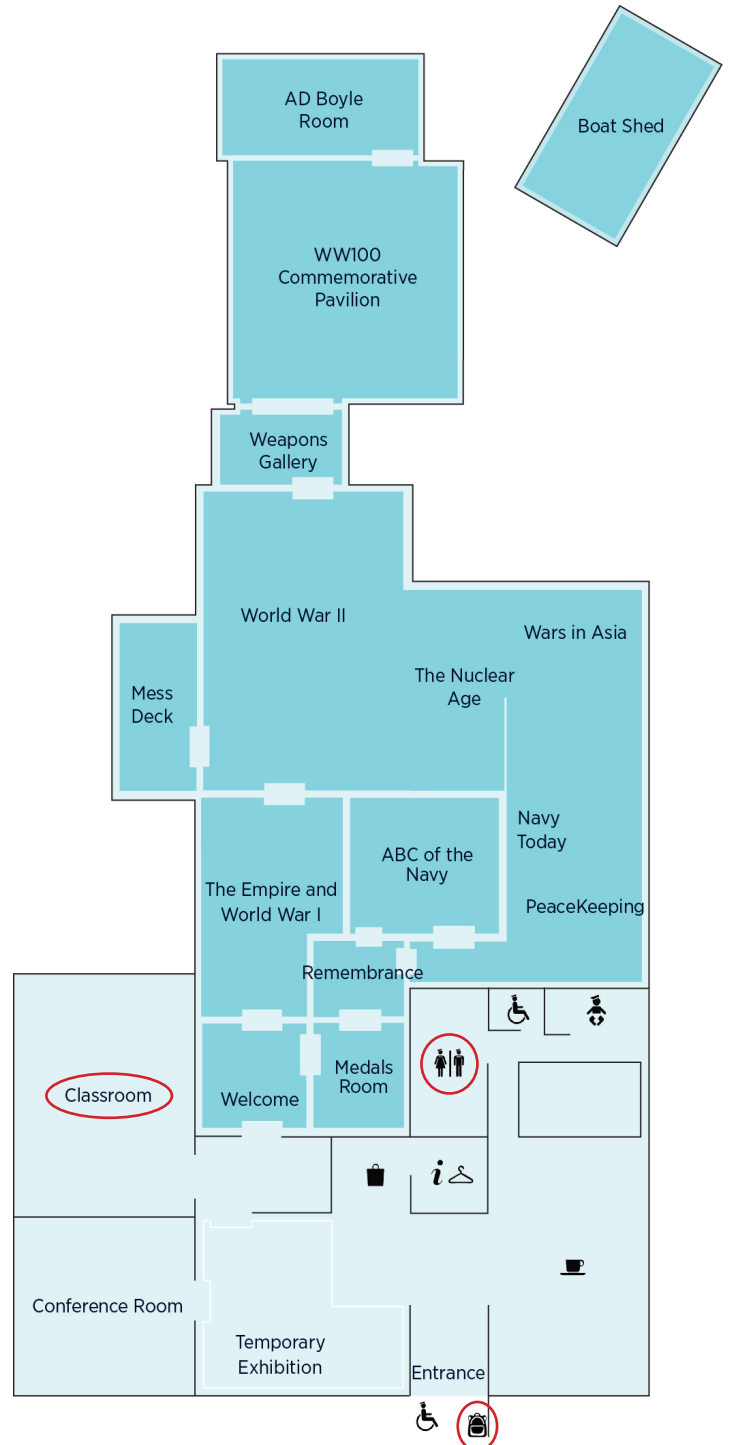 AD Boyle
Room
Boat Shed
WW100
Commemorative
Pavilion
Weapons
Gallery
World War II
Wars in Asia
The Nuclear
Age
Mess
Deck
Navy
Today
ABC of the
Navy
The Empire and
World War I
PeaceKeeping
Remembrance
Medals
Room
Welcome
Classroom
i
Conference Room
Temporary
Exhibition
Entrance